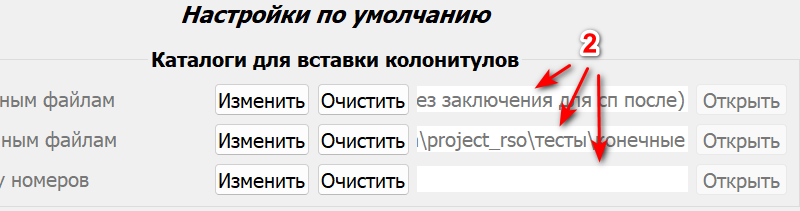 Настройки по умолчанию
Каталоги для вставки колонитулов
2
ным файлам Изменить Очистить ез заключения для сп после) Открыть
ным файлам Изменить Очистить \project_rso\тесты\конечные Открыть
у номеров Изменить Очистить Открыть